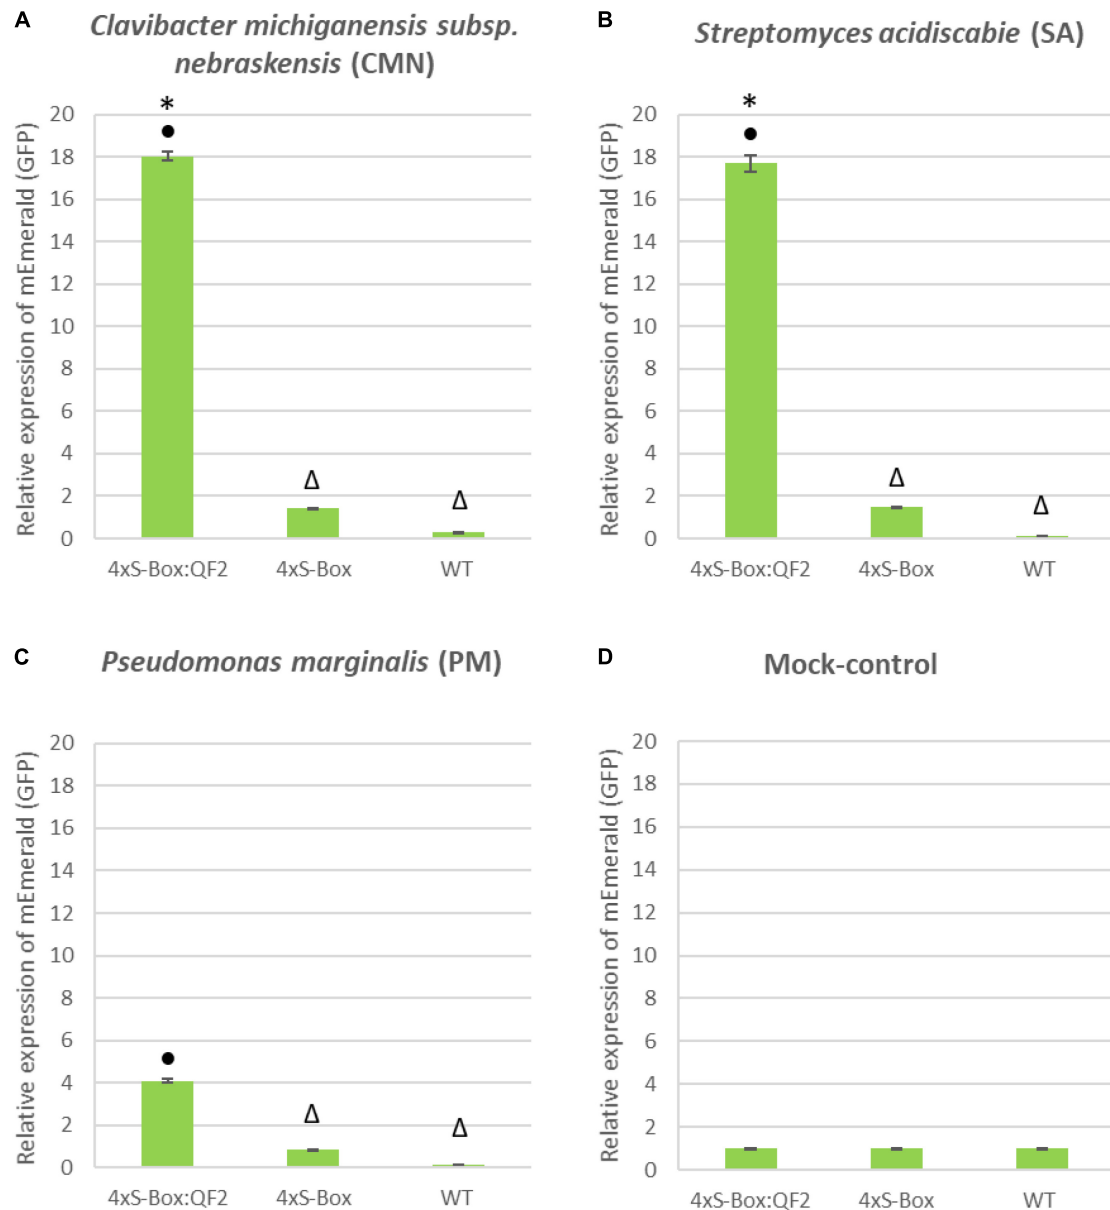 A
Clavibacter michiganensis subsp.
nebraskensis (CMN)
*
●
Relative expression of mEmerald (GFP)
20
18
16
14
12
10
8
6
4
2
0
Δ
Δ
4xS-Box:QF2 4xS-Box WT
B
Streptomyces acidiscabie (SA)
*
●
Relative expression of mEmerald (GFP)
20
18
16
14
12
10
8
6
4
2
0
Δ
Δ
4xS-Box:QF2 4xS-Box WT
C
Pseudomonas marginalis (PM)
Relative expression of mEmerald (GFP)
20
18
16
14
12
10
8
6
4
2
0
●
Δ
Δ
4xS-Box:QF2 4xS-Box WT
D
Mock-control
Relative expression of mEmerald (GFP)
20
18
16
14
12
10
8
6
4
2
0
4xS-Box:QF2 4xS-Box WT